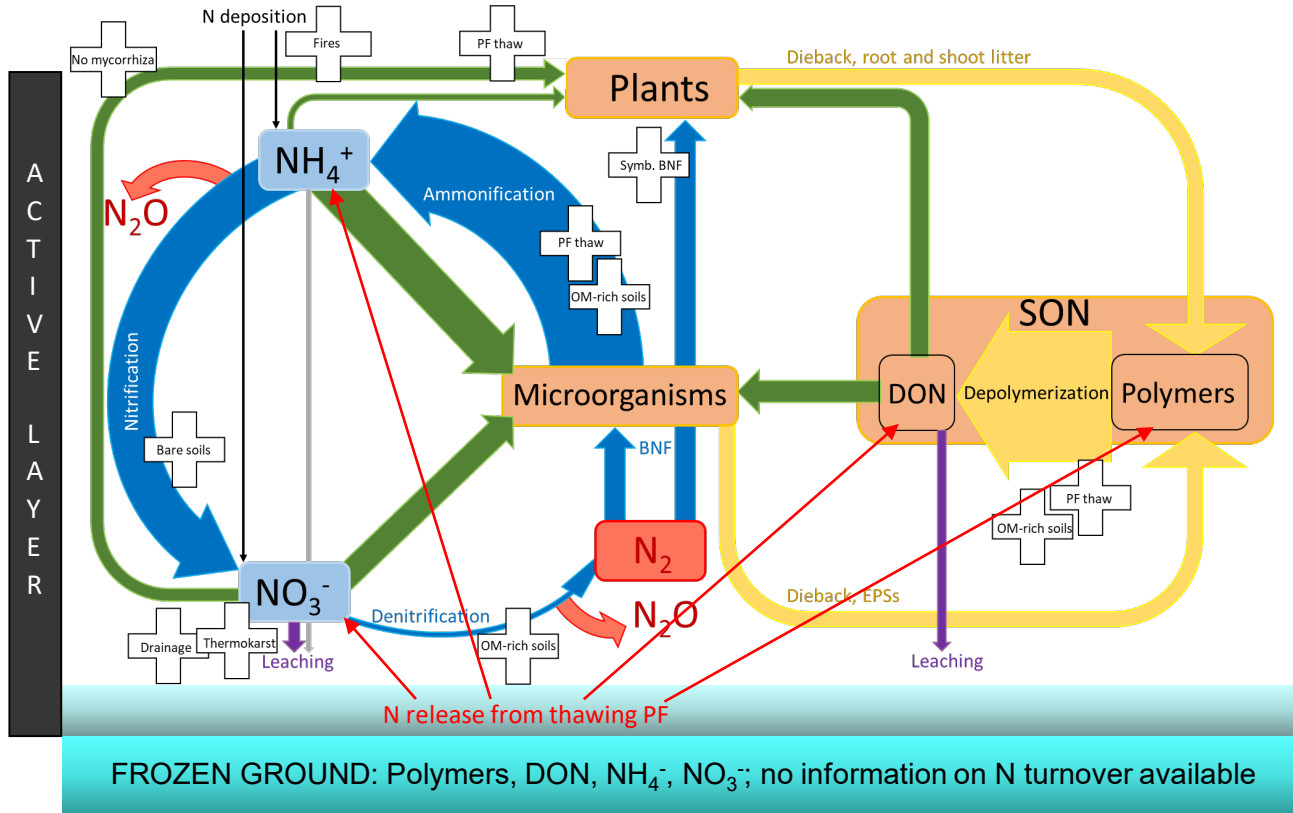 N deposition
No mycorrhiza
Fires
PF thaw
Plants
Dieback, root and shoot litter
ACTIVE LAYER
NH₄⁺
N₂O
Ammonification
Symb. BNF
PF thaw
OM-rich soils
SON
Nitrification
Microorganisms
DON
Depolymerization
Polymers
Bare soils
BNF
PF thaw
OM-rich soils
N₂
NO₃⁻
Denitrification
N₂O
Dieback, EPSs
Drainage
Thermokarst
OM-rich soils
Leaching
Leaching
N release from thawing PF
FROZEN GROUND: Polymers, DON, NH₄⁻, NO₃⁻; no information on N turnover available